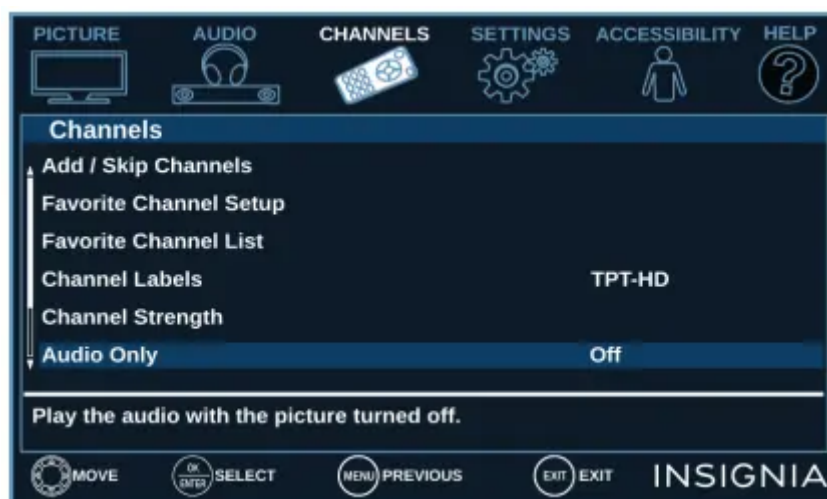 PICTURE AUDIO CHANNELS SETTINGS ACCESSIBILITY HELP
?
Channels
Add / Skip Channels
Favorite Channel Setup
Favorite Channel List
Channel Labels TPT-HD
Channel Strength
Audio Only Off
Play the audio with the picture turned off.
MOVE OK ENTER SELECT MENU PREVIOUS EXIT EXIT INSIGNIA